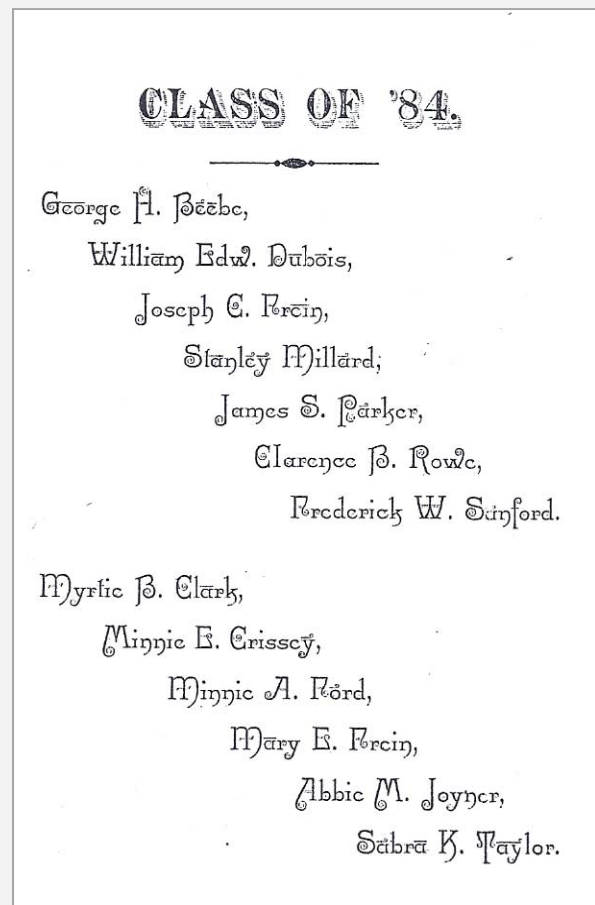 CLASS OF '84.
George H. Beebe,
William Edw. Dubois,
Joseph C. Frein,
Stanley Millard,
James S. Parker,
Clarence B. Rowe,
Frederick W. Sanford.
Myrtie B. Clark,
Minnie E. Crissey,
Minnie A. Ford,
Mary E. Frein,
Abbie M. Joyner,
Sabra K. Taylor.